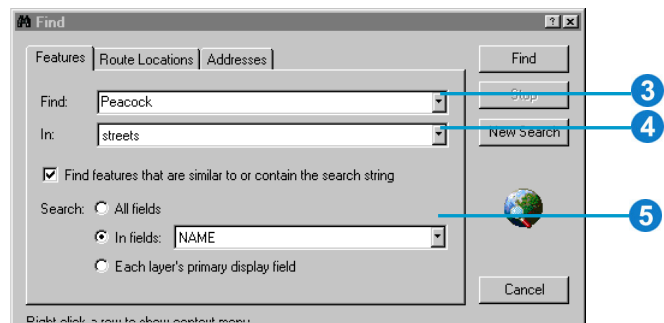 Find
Features Route Locations Addresses
Find
Find: Peacock
3
Stop
In: streets
4
New Search
Find features that are similar to or contain the search string
Search: All fields
5
In fields: NAME
Each layer's primary display field
Cancel
Right click a row to show context menu